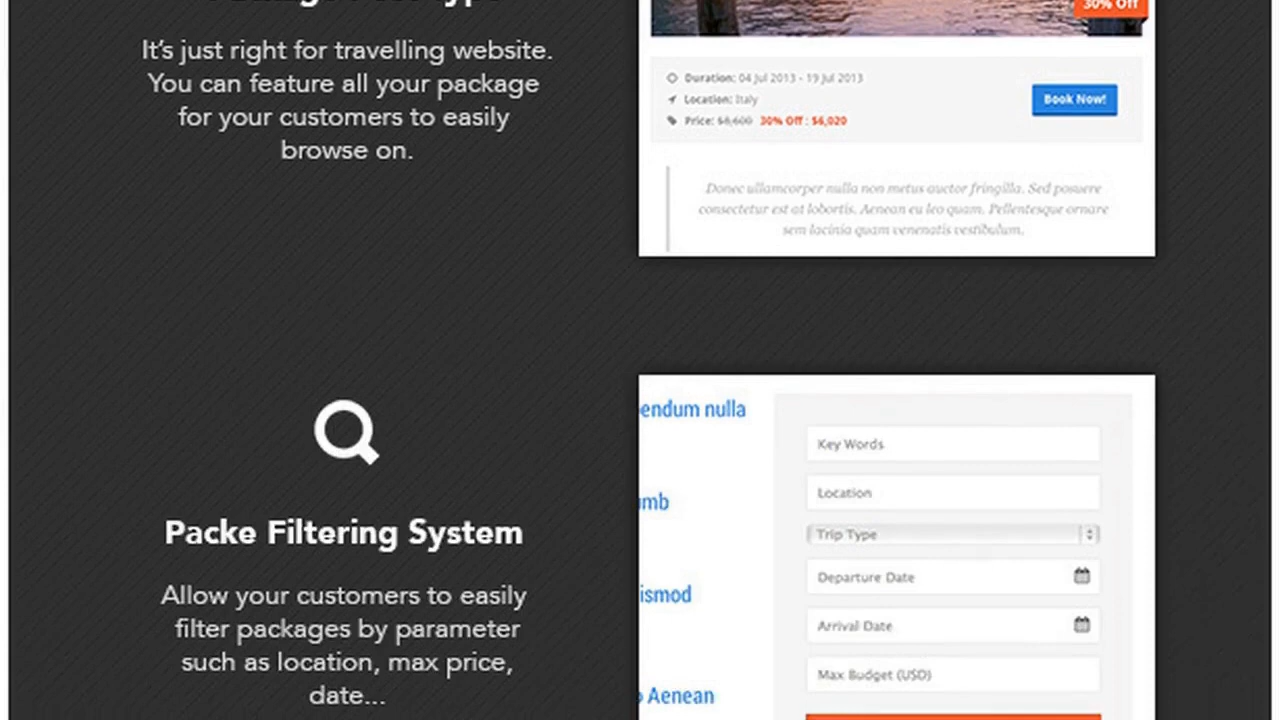 It's just right for travelling website.
You can feature all your package
for your customers to easily
browse on.
30% Off
Duration: 04 Jul 2013 - 19 Jul 2013
Location: Italy
Price: $8,600 30% Off : $6,020
Book Now!
Donec ullamcorper nulla non metus auctor fringilla. Sed posuere
consectetur est at lobortis. Aenean eu leo quam. Pellentesque ornare
sem lacinia quam venenatis vestibulum.
Packe Filtering System
Allow your customers to easily
filter packages by parameter
such as location, max price,
date...
endum nulla
mb
ismod
Aenean
Key Words
Location
Trip Type
Departure Date
Arrival Date
Max Budget (USD)